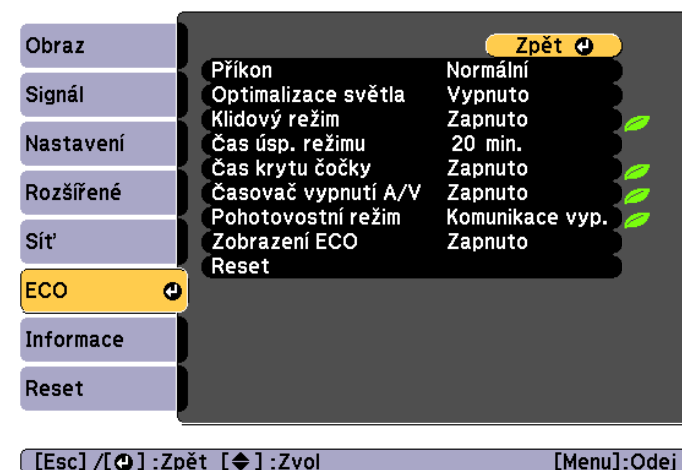 Obraz
Signál
Nastavení
Rozšířené
Síť
ECO
Informace
Reset
Zpět
Příkon Normální
Optimalizace světla Vypnuto
Klidový režim Zapnuto
Čas úsp. režimu 20 min.
Čas krytu čočky Zapnuto
Časovač vypnutí A/V Zapnuto
Pohotovostní režim Komunikace vyp.
Zobrazení ECO Zapnuto
Reset
[Esc] /[ ] :Zpět [ ] :Zvol [Menu]:Odej